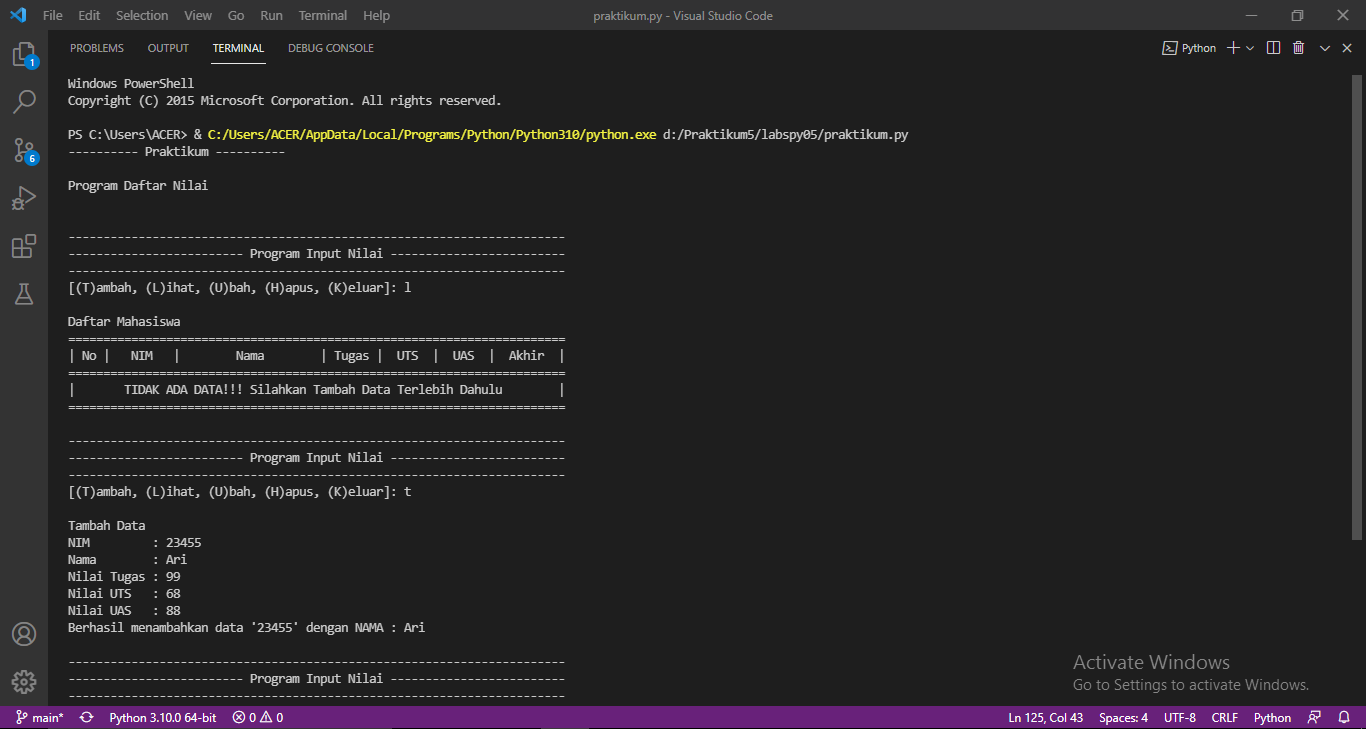 File Edit Selection View Go Run Terminal Help praktikum.py - Visual Studio Code
PROBLEMS OUTPUT TERMINAL DEBUG CONSOLE Python
1
6
Windows PowerShell
Copyright (C) 2015 Microsoft Corporation. All rights reserved.
PS C:\Users\ACER> & C:/Users/ACER/AppData/Local/Programs/Python/Python310/python.exe d:/Praktikum5/labspy05/praktikum.py
---------- Praktikum ----------
Program Daftar Nilai
-----------------------------------------------------------------------
------------------------- Program Input Nilai -------------------------
-----------------------------------------------------------------------
[(T)ambah, (L)ihat, (U)bah, (H)apus, (K)eluar]: l
Daftar Mahasiswa
=======================================================================
| No |   NIM   |        Nama        | Tugas |  UTS  |  UAS  |  Akhir  |
=======================================================================
|       TIDAK ADA DATA!!! Silahkan Tambah Data Terlebih Dahulu        |
=======================================================================
-----------------------------------------------------------------------
------------------------- Program Input Nilai -------------------------
-----------------------------------------------------------------------
[(T)ambah, (L)ihat, (U)bah, (H)apus, (K)eluar]: t
Tambah Data
NIM         : 23455
Nama        : Ari
Nilai Tugas : 99
Nilai UTS   : 68
Nilai UAS   : 88
Berhasil menambahkan data '23455' dengan NAMA : Ari
-----------------------------------------------------------------------
------------------------- Program Input Nilai -------------------------
-----------------------------------------------------------------------
Activate Windows
Go to Settings to activate Windows.
main* Python 3.10.0 64-bit 0 0 Ln 125, Col 43 Spaces: 4 UTF-8 CRLF Python